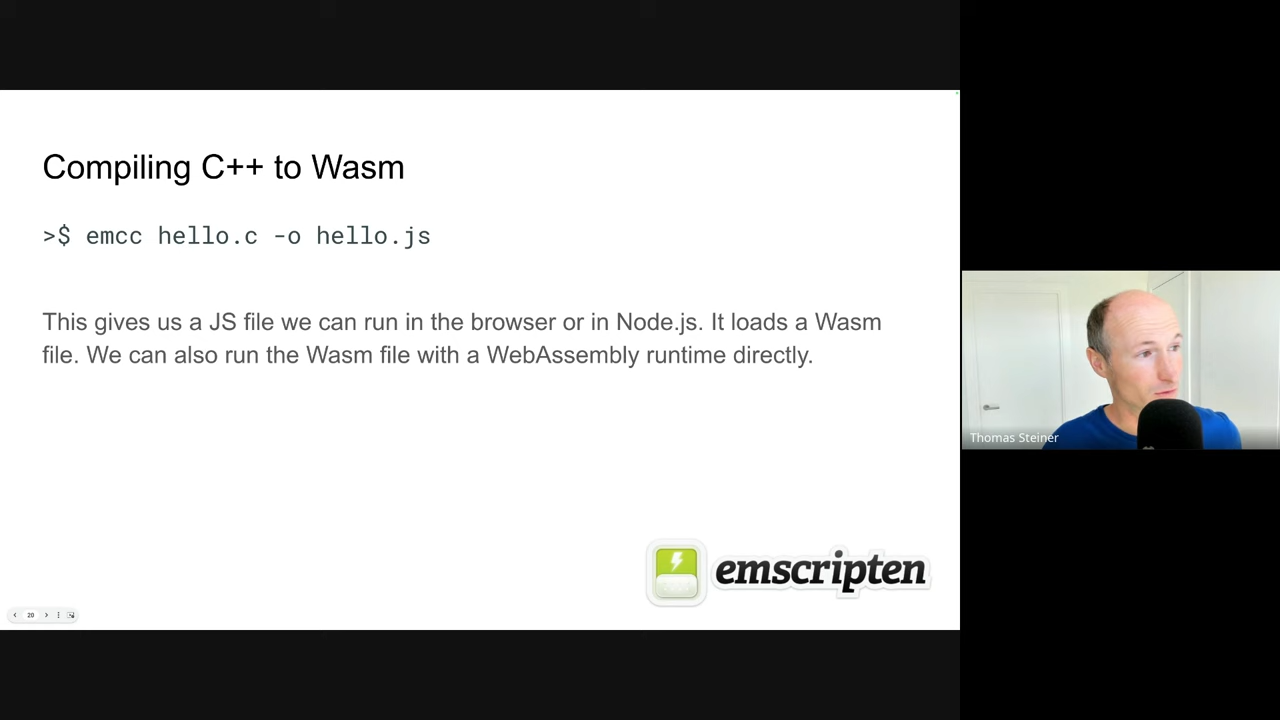 Compiling C++ to Wasm
>$ emcc hello.c -o hello.js
This gives us a JS file we can run in the browser or in Node.js. It loads a Wasm
file. We can also run the Wasm file with a WebAssembly runtime directly.
Thomas Steiner
emscripten
20